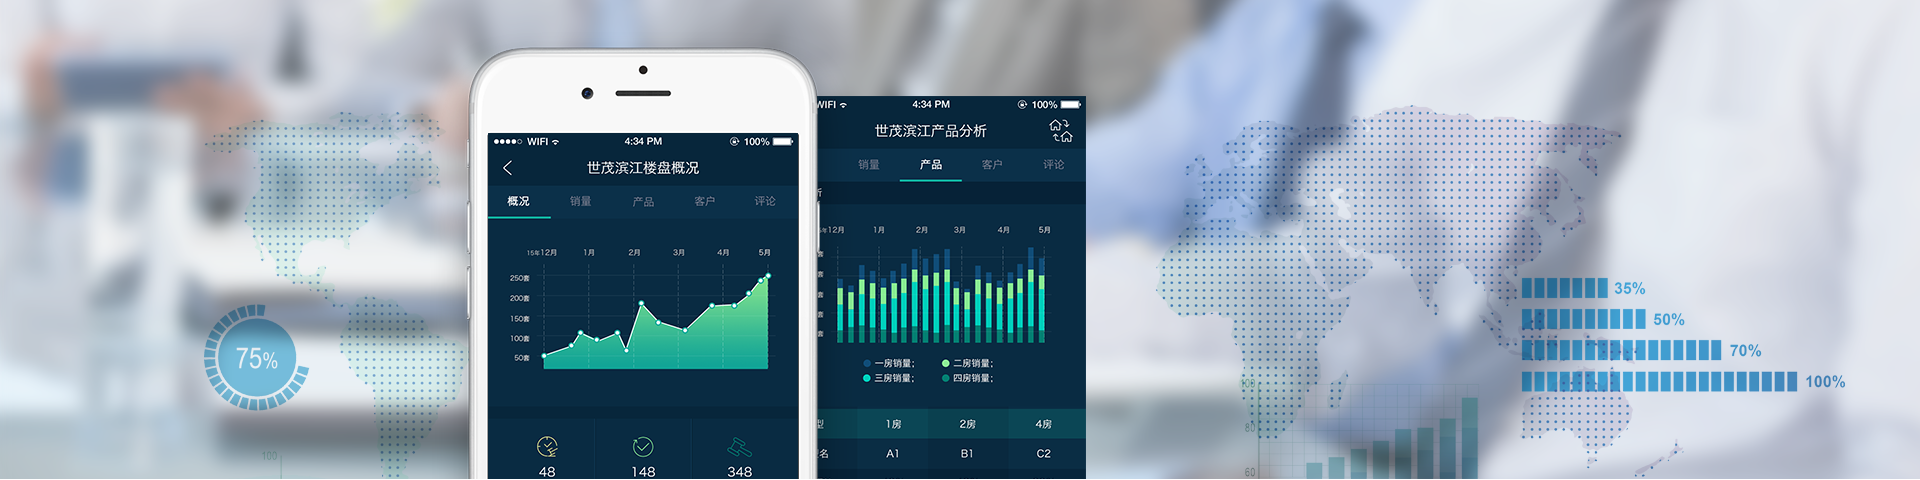 WIFI 4:34 PM 100%
世茂滨江楼盘概况
概况 销量 产品 客户 评论
15年12月 1月 2月 3月 4月 5月
250套
200套
150套
100套
50套
48 148 348
WIFI 4:34 PM 100%
世茂滨江产品分析
销量 产品 客户 评论
12月 1月 2月 3月 4月 5月
套
套
套
套
套
一房销量; 二房销量;
三房销量; 四房销量;
型 1房 2房 4房
名 A1 B1 C2
75%
100
35%
50%
70%
100%
100
80
60